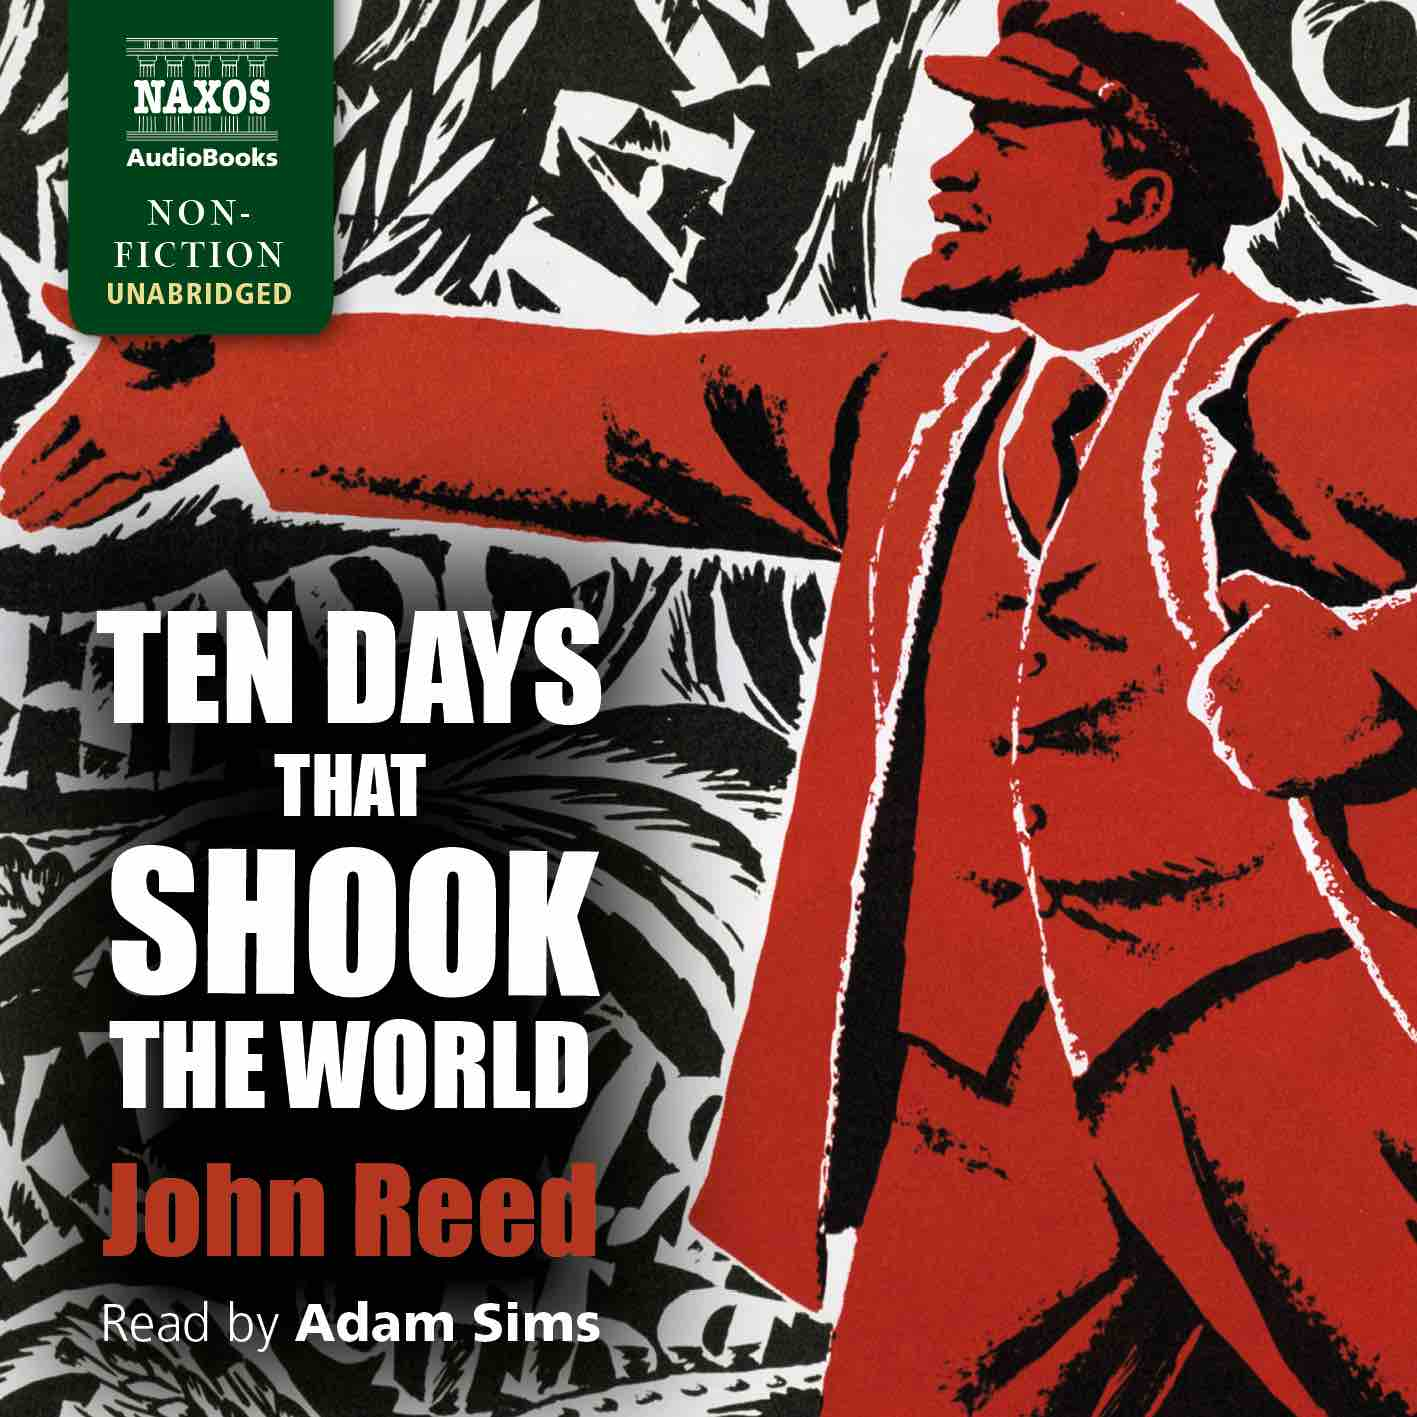 NAXOS
AudioBooks
NON-
FICTION
UNABRIDGED
TEN DAYS
THAT
SHOOK
THE WORLD
John Reed
Read by Adam Sims